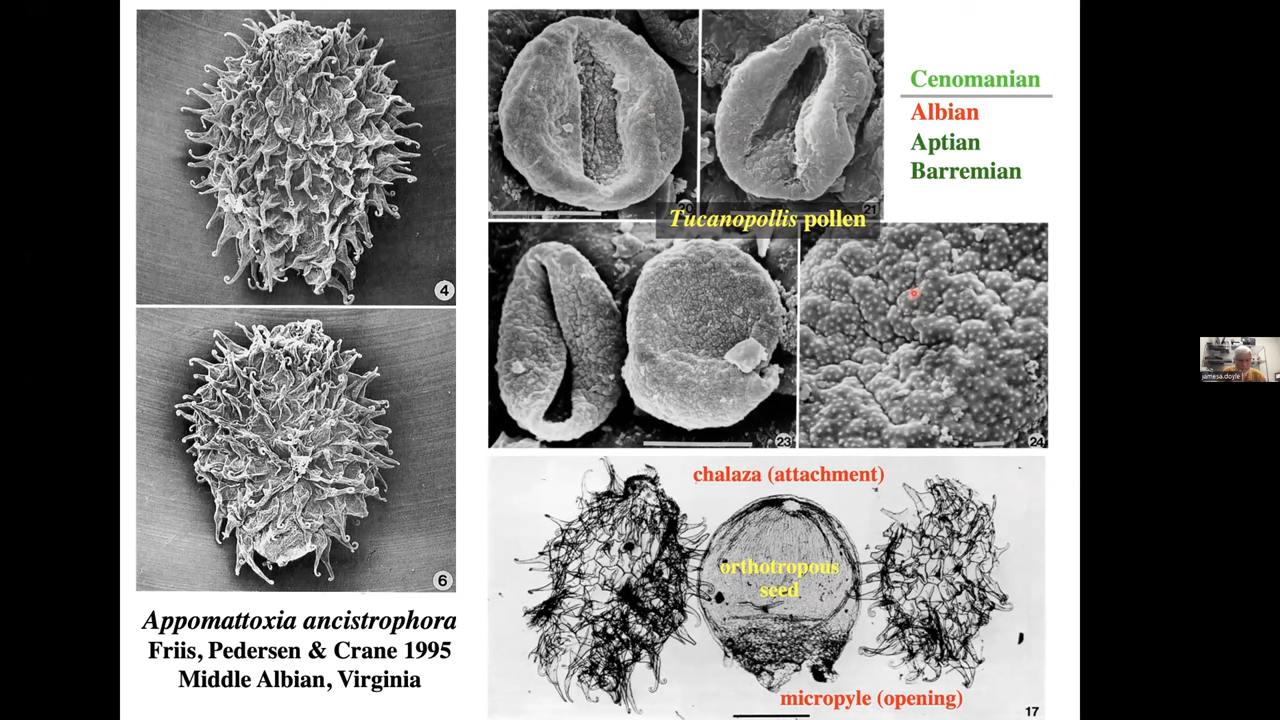 4
6
Appomattoxia ancistrophora
Friis, Pedersen & Crane 1995
Middle Albian, Virginia
20
21
Tucanopollis pollen
23
24
Cenomanian
Albian
Aptian
Barremian
chalaza (attachment)
orthotropous
seed
micropyle (opening)
17
jamesa.doyle